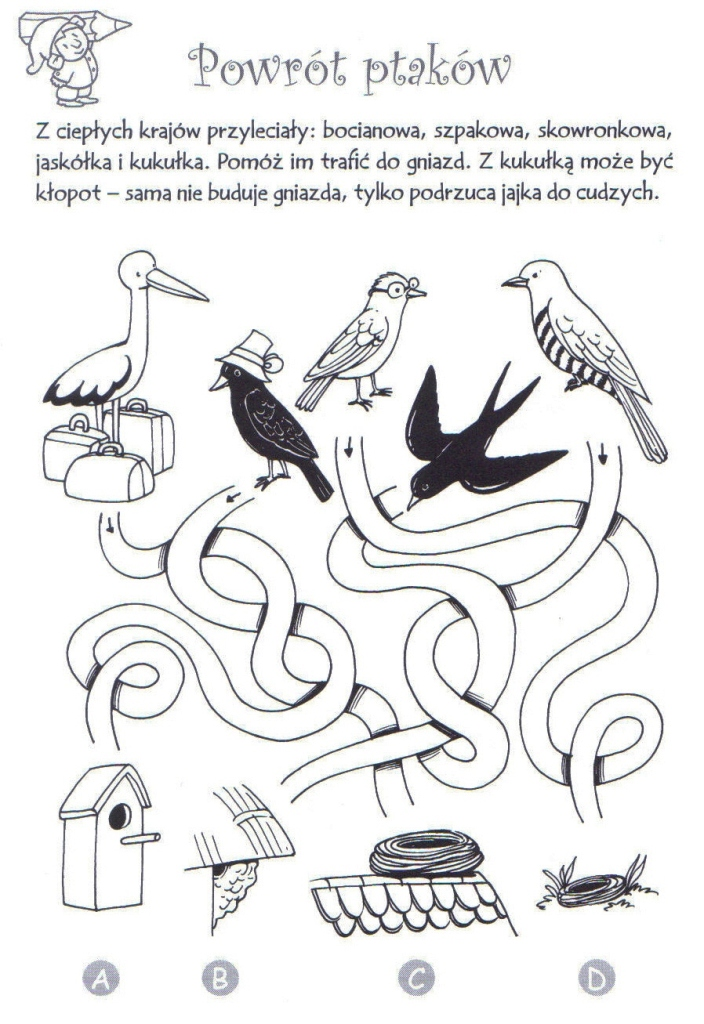 Powrót ptaków
Z ciepłych krajów przyleciały: bocianowa, szpakowa, skowronkowa,
jaskółka i kukułka. Pomóż im trafić do gniazd. Z kukułką może być
kłopot – sama nie buduje gniazda, tylko podrzuca jajka do cudzych.
A B C D